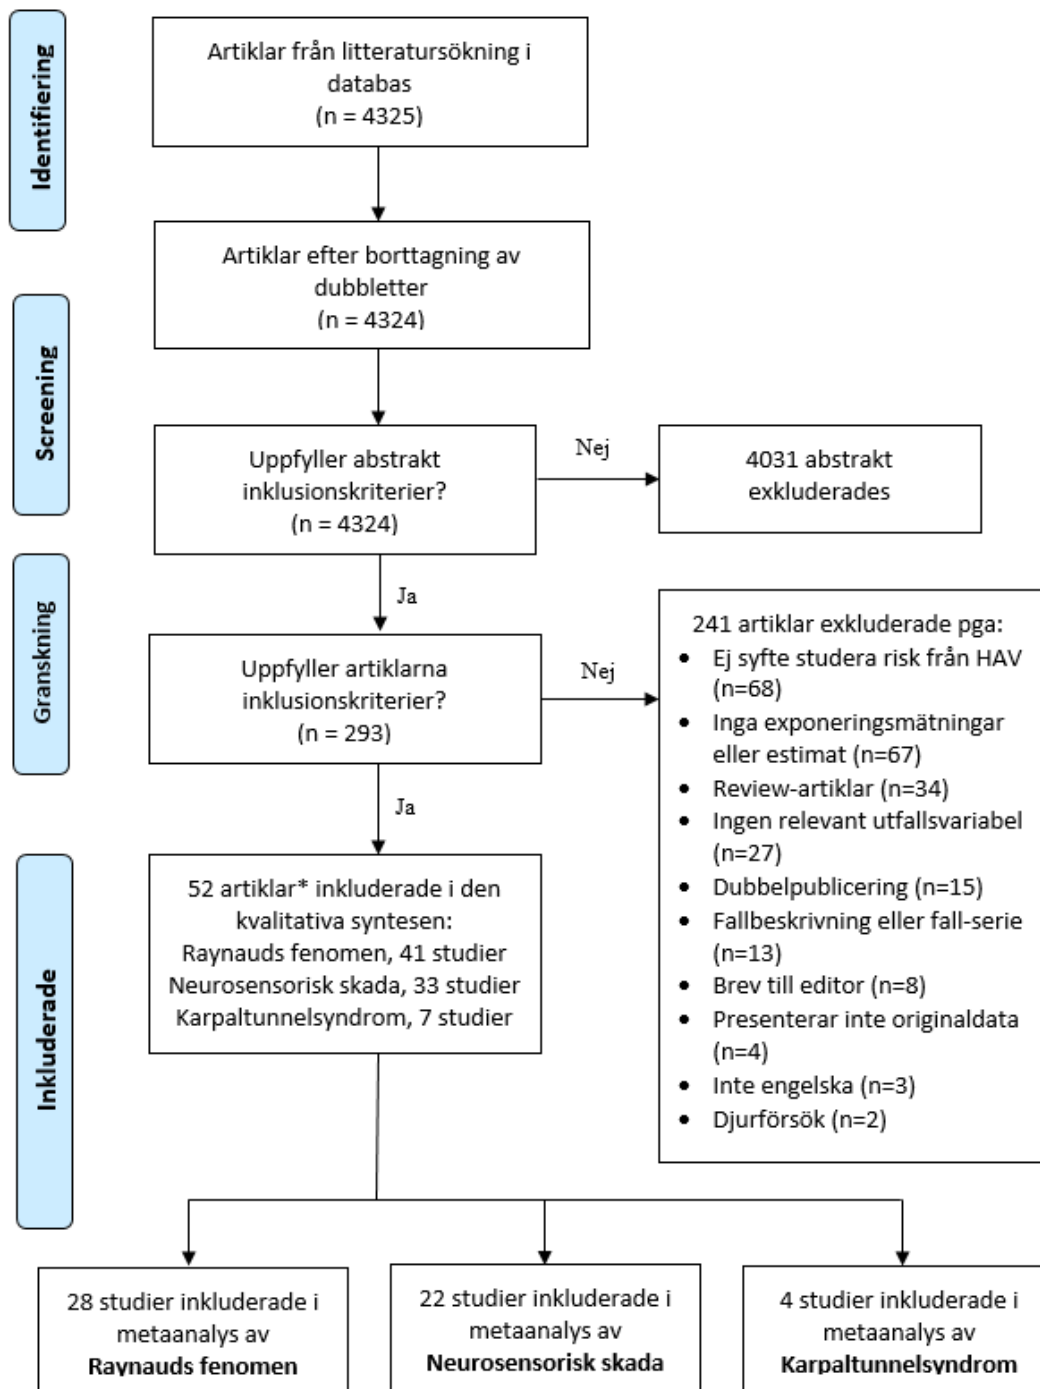 Identifiering
Artiklar från litteratursökning i
databas
(n = 4325)
Artiklar efter borttagning av
dubbletter
(n = 4324)
Screening
Uppfyller abstrakt
inklusionskriterier?
(n = 4324)
Nej
4031 abstrakt
exkluderades
Ja
Granskning
Uppfyller artiklarna
inklusionskriterier?
(n = 293)
Nej
241 artiklar exkluderade pga:
• Ej syfte studera risk från HAV
(n=68)
• Inga exponeringsmätningar
eller estimat (n=67)
• Review-artiklar (n=34)
• Ingen relevant utfallsvariabel
(n=27)
• Dubbelpublicering (n=15)
• Fallbeskrivning eller fall-serie
(n=13)
• Brev till editor (n=8)
• Presenterar inte originaldata
(n=4)
• Inte engelska (n=3)
• Djurförsök (n=2)
Ja
Inkluderade
52 artiklar* inkluderade i den
kvalitativa syntesen:
Raynauds fenomen, 41 studier
Neurosensorisk skada, 33 studier
Karpaltunnelsyndrom, 7 studier
28 studier inkluderade i
metaanalys av
Raynauds fenomen
22 studier inkluderade i
metaanalys av
Neurosensorisk skada
4 studier inkluderade i
metaanalys av
Karpaltunnelsyndrom